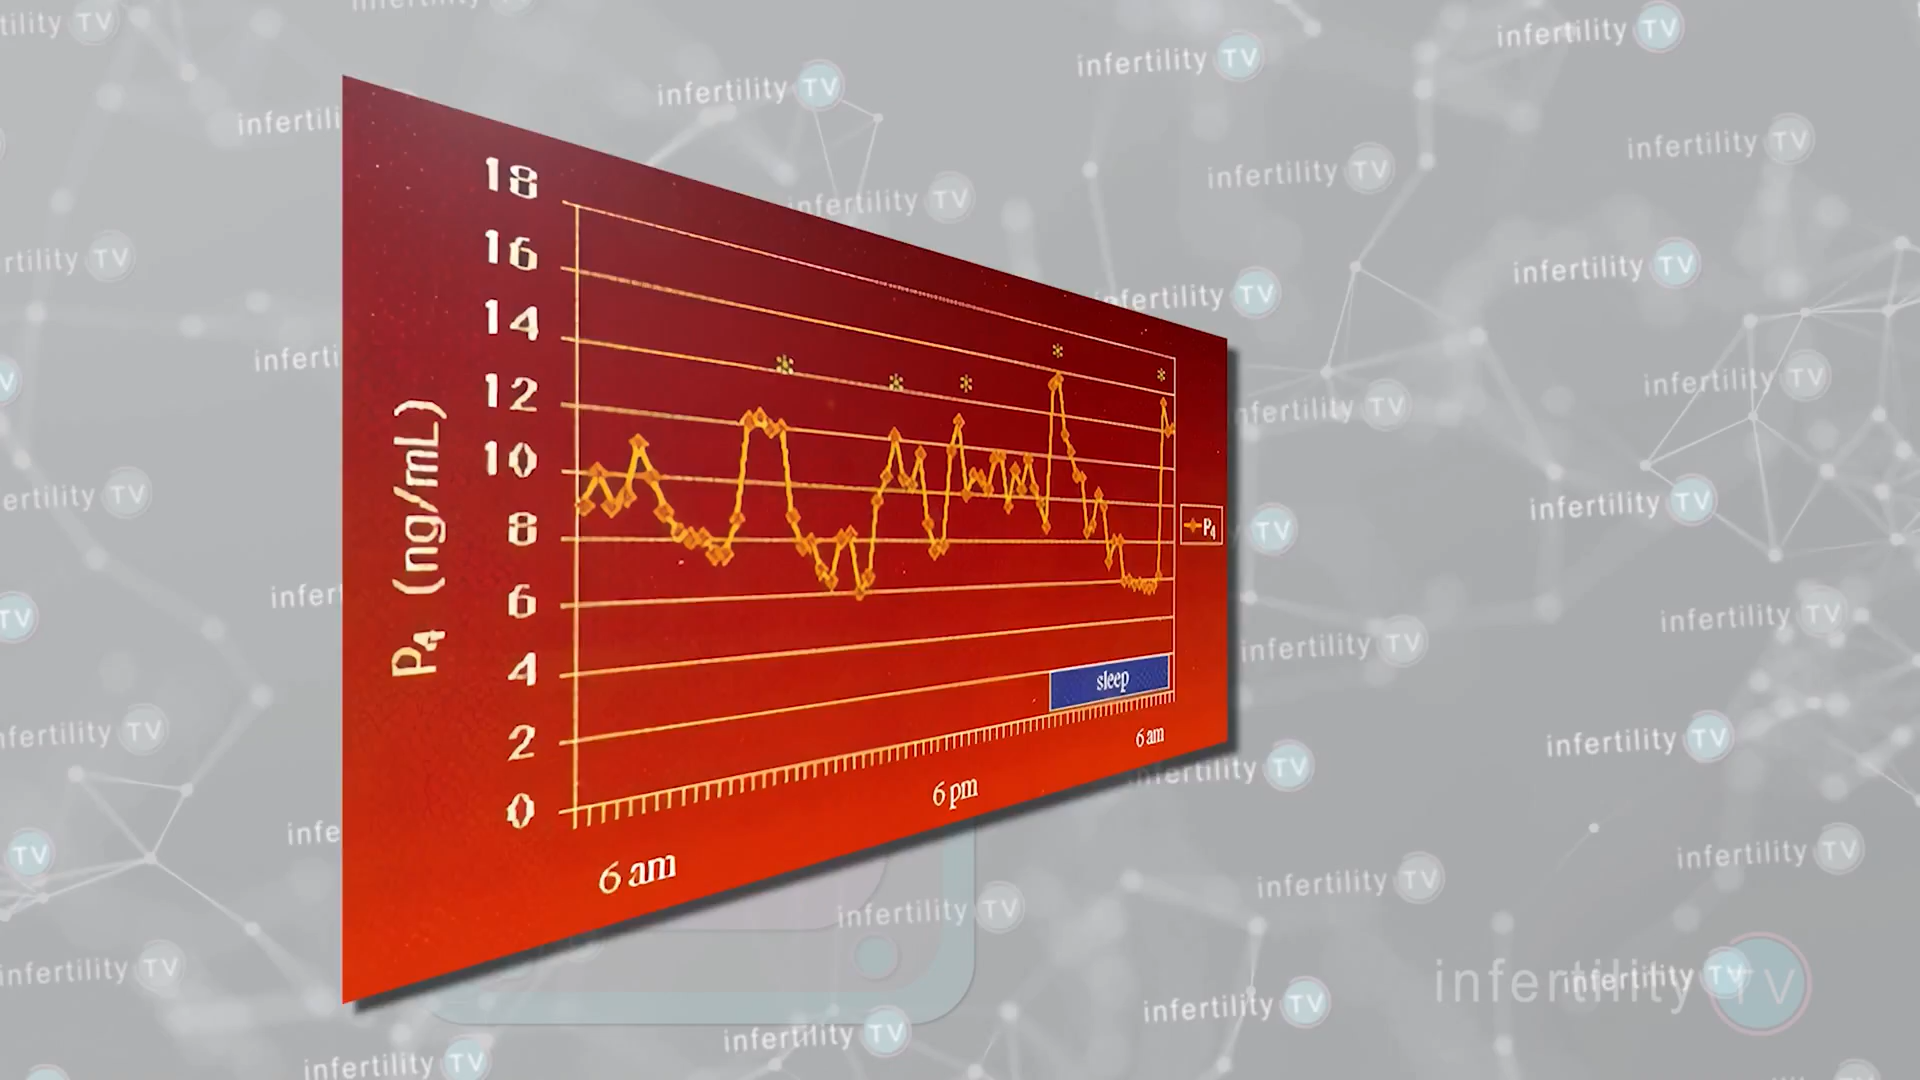 18
16
14
12
10
8
6
4
2
0
P4 (ng/mL)
* * * * *
P4
sleep
6 am
6 pm
6 am
infertility TV